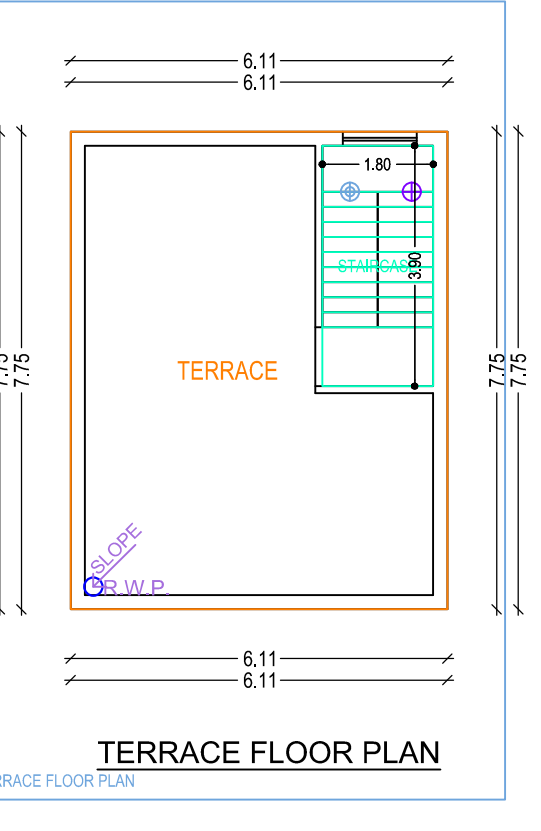 6.11
6.11
1.80
STAIRCASE
3.90
TERRACE
7.75
7.75
7.75
7.75
SLOPE
R.W.P.
6.11
6.11
TERRACE FLOOR PLAN
RRACE FLOOR PLAN